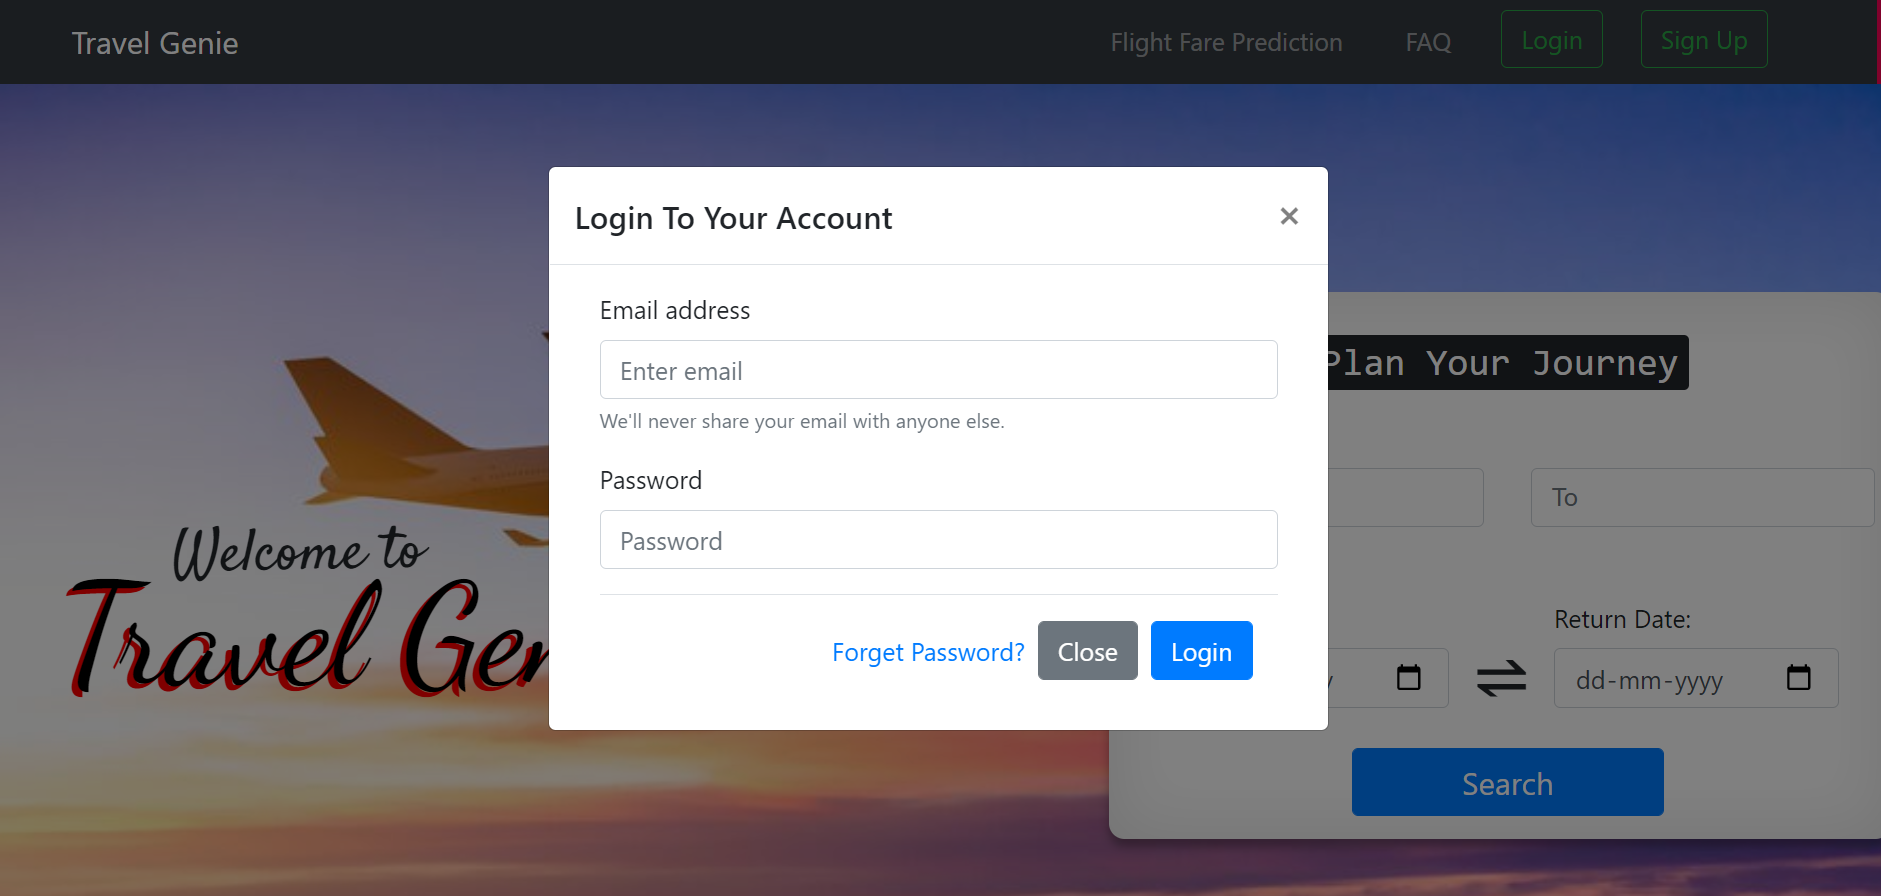 Travel Genie
Flight Fare Prediction
FAQ
Login
Sign Up
Login To Your Account
×
Email address
Enter email
We'll never share your email with anyone else.
Password
Password
Forget Password?
Close
Login
Welcome to
Travel Gen
Plan Your Journey
To
Return Date:
dd-mm-yyyy
Search